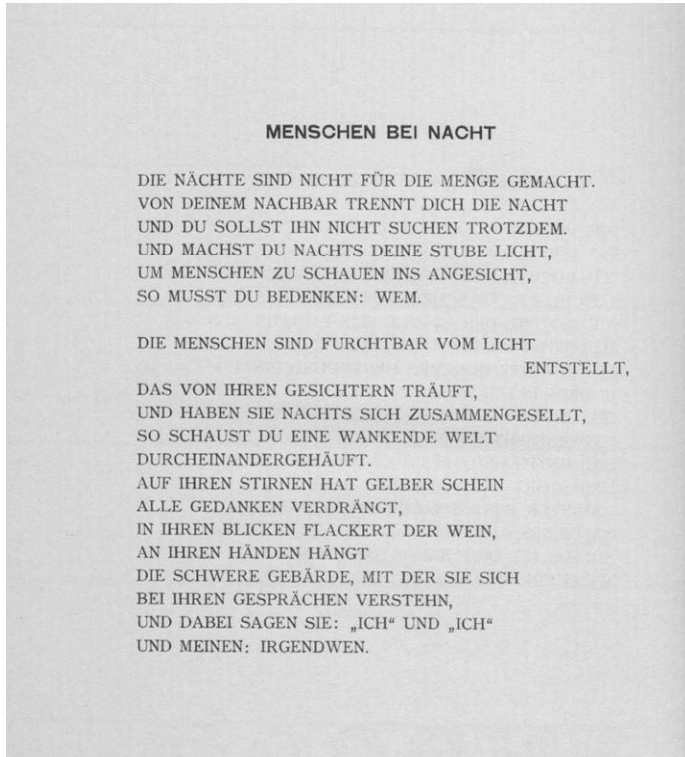 MENSCHEN BEI NACHT
DIE NÄCHTE SIND NICHT FÜR DIE MENGE GEMACHT.
VON DEINEM NACHBAR TRENNT DICH DIE NACHT
UND DU SOLLST IHN NICHT SUCHEN TROTZDEM.
UND MACHST DU NACHTS DEINE STUBE LICHT,
UM MENSCHEN ZU SCHAUEN INS ANGESICHT,
SO MUSST DU BEDENKEN: WEM.
DIE MENSCHEN SIND FURCHTBAR VOM LICHT
ENTSTELLT,
DAS VON IHREN GESICHTERN TRÄUFT,
UND HABEN SIE NACHTS SICH ZUSAMMENGESELLT,
SO SCHAUST DU EINE WANKENDE WELT
DURCHEINANDERGEHÄUFT.
AUF IHREN STIRNEN HAT GELBER SCHEIN
ALLE GEDANKEN VERDRÄNGT,
IN IHREN BLICKEN FLACKERT DER WEIN,
AN IHREN HÄNDEN HÄNGT
DIE SCHWERE GEBÄRDE, MIT DER SIE SICH
BEI IHREN GESPRÄCHEN VERSTEHN,
UND DABEI SAGEN SIE: „ICH“ UND „ICH“
UND MEINEN: IRGENDWEN.